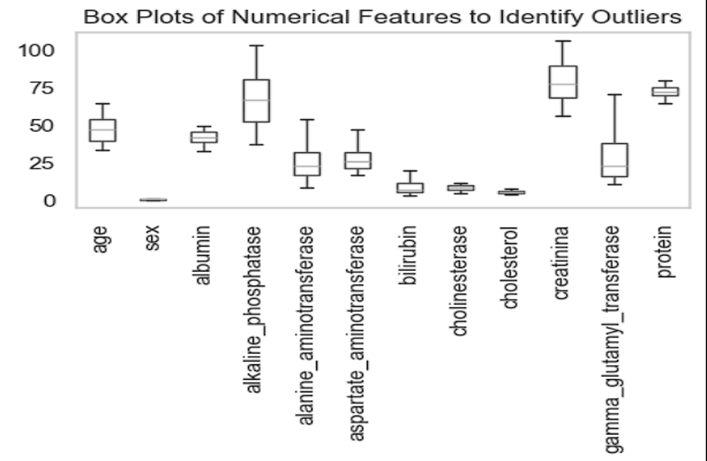 Box Plots of Numerical Features to Identify Outliers
100
75
50
25
0
age
sex
albumin
alkaline_phosphatase
alanine_aminotransferase
aspartate_aminotransferase
bilirubin
cholinesterase
cholesterol
creatinina
gamma_glutamyl_transferase
protein